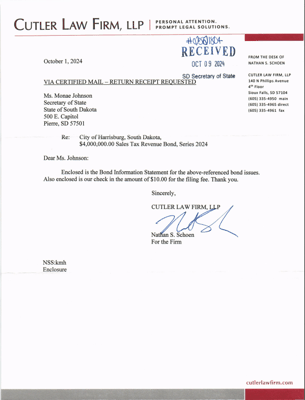 CUTLER LAW FIRM, LLP
PERSONAL ATTENTION.
PROMPT LEGAL SOLUTIONS.
RECEIVED
OCT 09 2024
SD Secretary of State
FROM THE DESK OF
NATHAN S. SCHOEN
CUTLER LAW FIRM, LLP
140 N Phillips Avenue
4th Floor
Sioux Falls, SD 57104
(605) 335-4950 main
(605) 335-4965 direct
(605) 335-4961 fax
October 1, 2024
VIA CERTIFIED MAIL – RETURN RECEIPT REQUESTED
Ms. Monae Johnson
Secretary of State
State of South Dakota
500 E. Capitol
Pierre, SD 57501
Re: City of Harrisburg, South Dakota,
$4,000,000.00 Sales Tax Revenue Bond, Series 2024
Dear Ms. Johnson:
Enclosed is the Bond Information Statement for the above-referenced bond issues.
Also enclosed is our check in the amount of $10.00 for the filing fee. Thank you.
Sincerely,
CUTLER LAW FIRM, LLP
Nathan S. Schoen
For the Firm
NSS:kmh
Enclosure
cutlerlawfirm.com